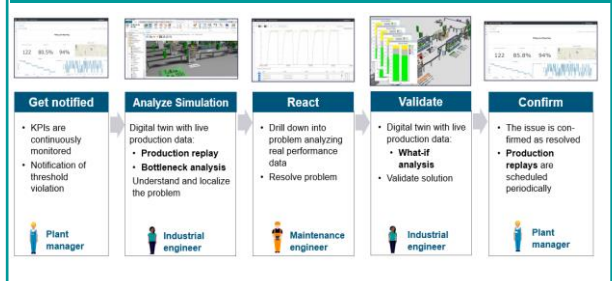 122 85.5% 94%
122 85.8% 94%
Get notified
• KPIs are
continuously
monitored
• Notification of
threshold
violation
Plant
manager
Analyze Simulation
Digital twin with live
production data:
• Production replay
• Bottleneck analysis
Understand and localize
the problem
Industrial
engineer
React
• Drill down into
problem analyzing
real performance
data
• Resolve problem
Maintenance
engineer
Validate
• Digital twin with live
production data:
• What-if
analysis
• Validate solution
Industrial
engineer
Confirm
• The issue is con-
firmed as resolved
• Production
replays are
scheduled
periodically
Plant
manager